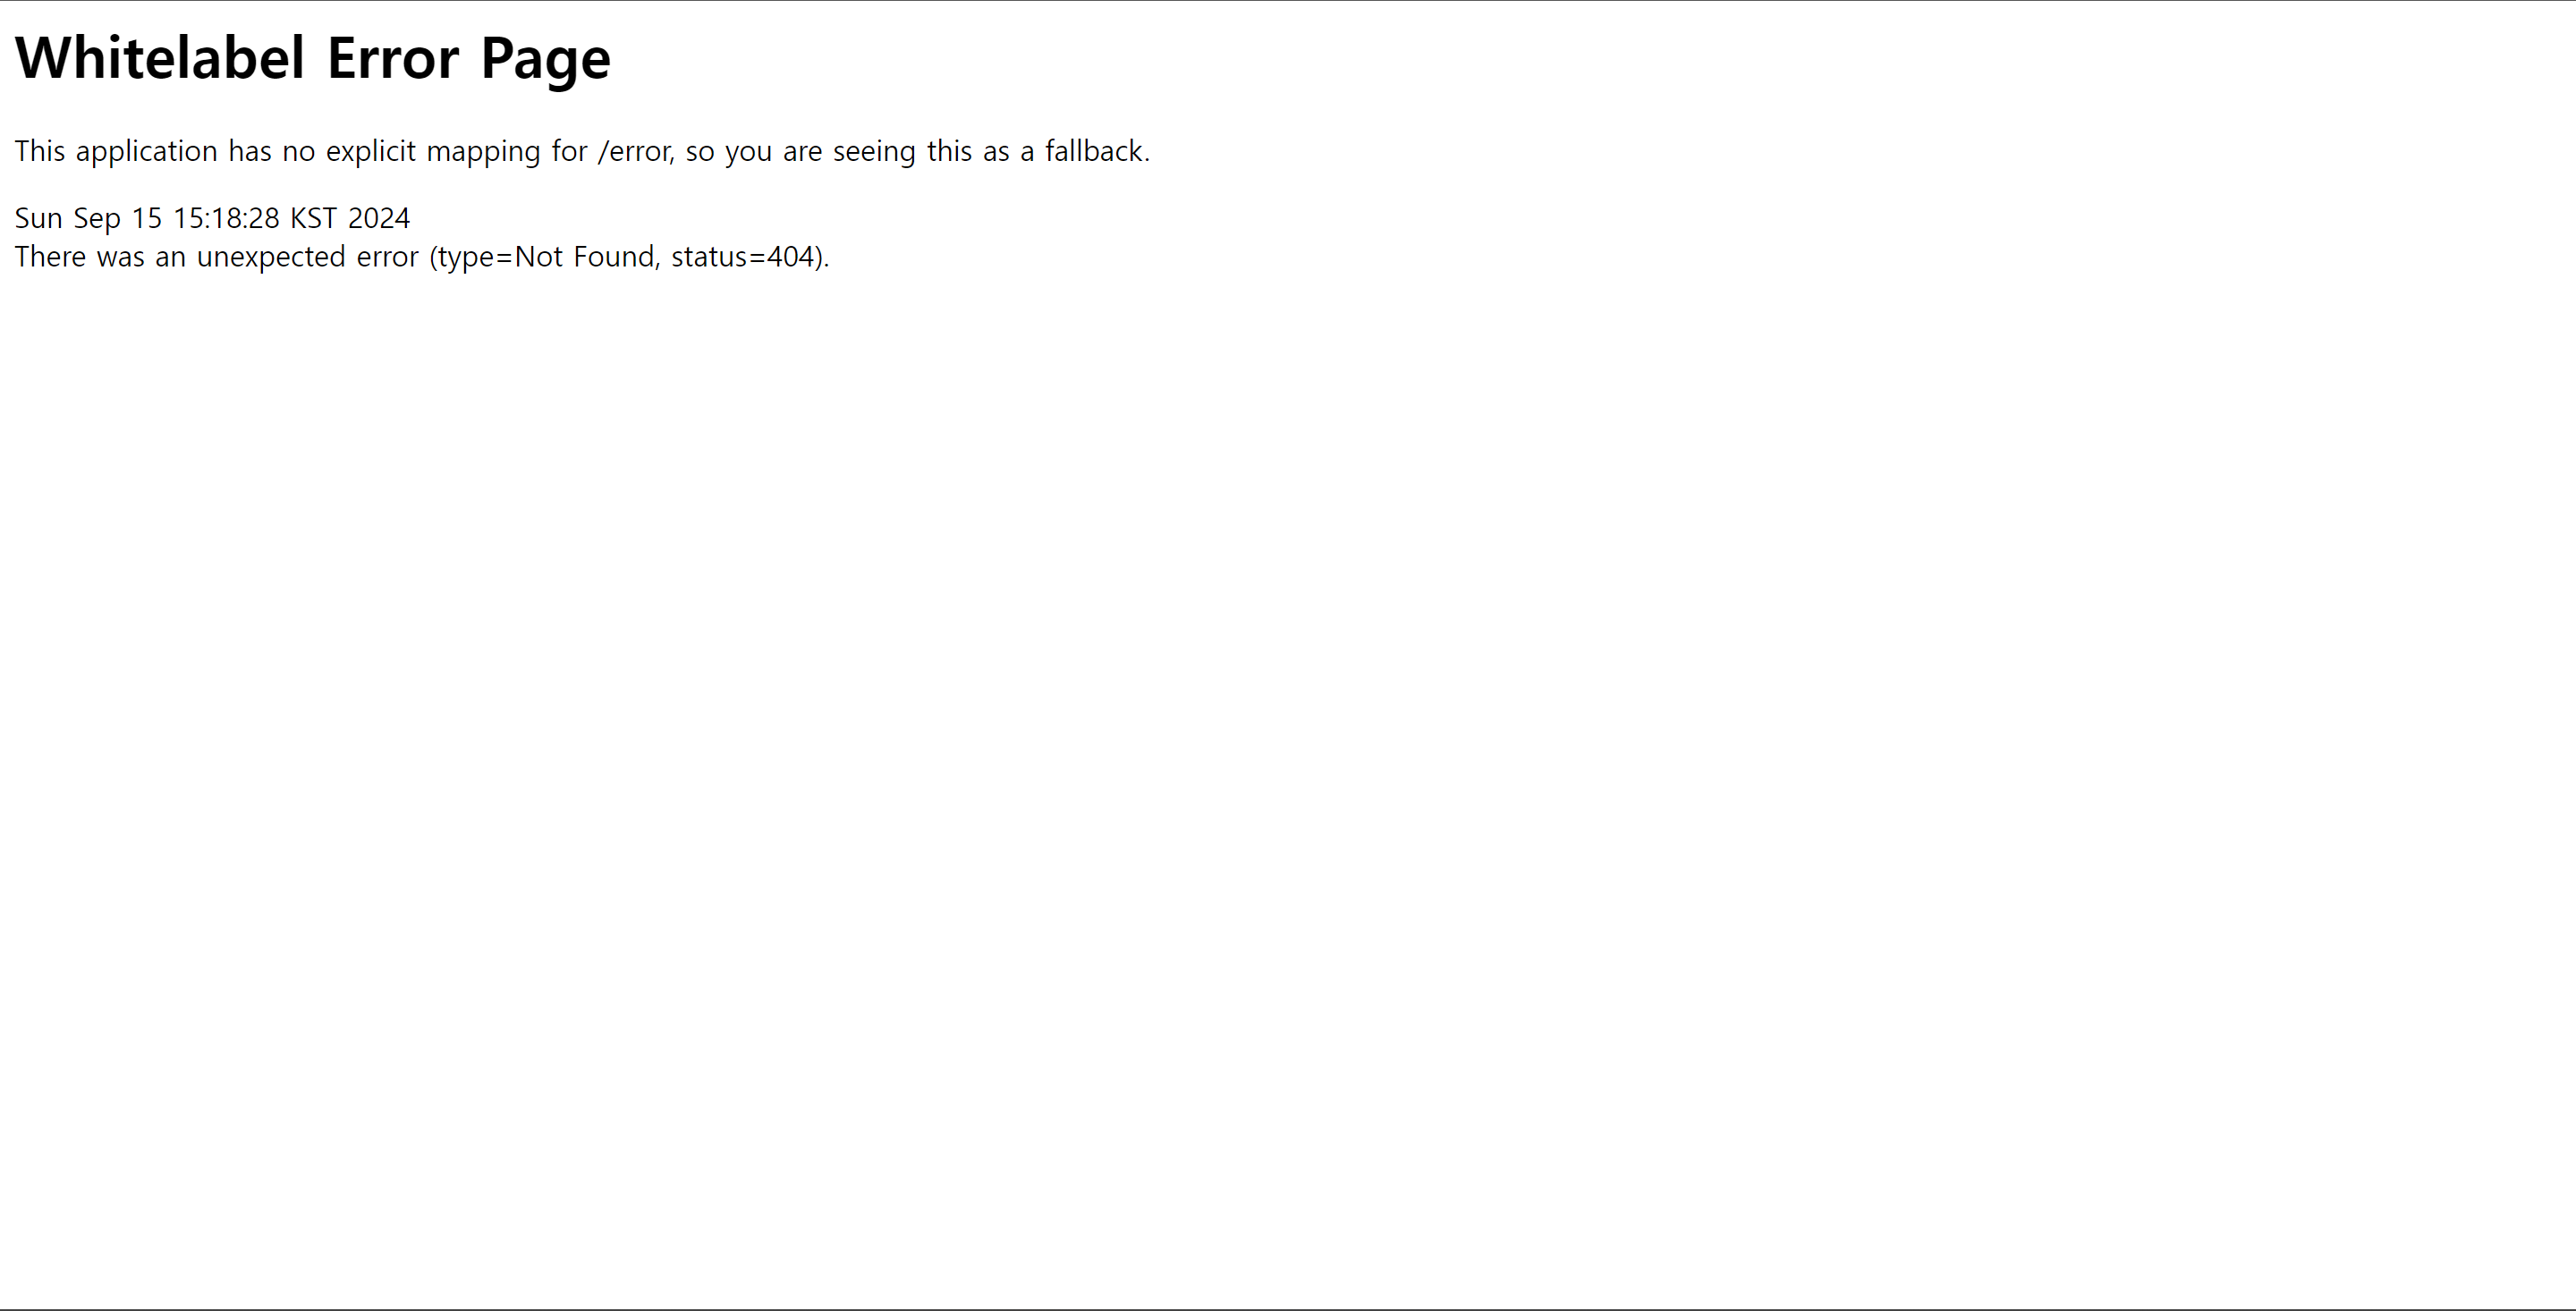 Whitelabel Error Page
This application has no explicit mapping for /error, so you are seeing this as a fallback.
Sun Sep 15 15:18:28 KST 2024
There was an unexpected error (type=Not Found, status=404).